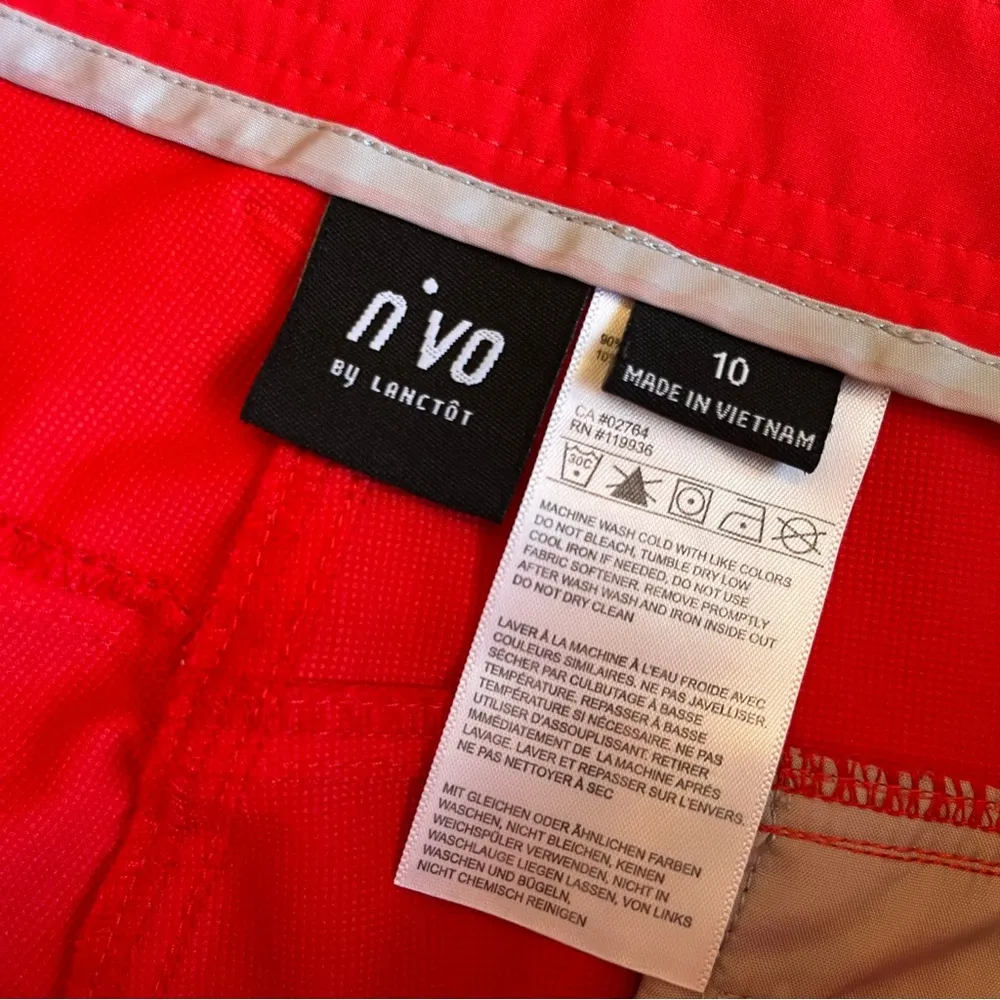 n·vo
BY LANCTÔT
10
MADE IN VIETNAM
90%
10%
CA #02764
RN #119936
30C
MACHINE WASH COLD WITH LIKE COLORS
DO NOT BLEACH, TUMBLE DRY LOW
COOL IRON IF NEEDED, DO NOT USE
FABRIC SOFTENER. REMOVE PROMPTLY
AFTER WASH WASH AND IRON INSIDE OUT
DO NOT DRY CLEAN
LAVER À LA MACHINE À L'EAU FROIDE AVEC
COULEURS SIMILAIRES. NE PAS JAVELLISER
SÉCHER PAR CULBUTAGE À BASSE
TEMPÉRATURE. REPASSER À BASSE
TEMPÉRATURE SI NÉCESSAIRE. NE PAS
UTILISER D'ASSOUPLISSANT. RETIRER
IMMÉDIATEMENT DE LA MACHINE APRÈS
LAVAGE. LAVER ET REPASSER SUR L'ENVERS.
NE PAS NETTOYER À SEC
MIT GLEICHEN ODER ÄHNLICHEN FARBEN
WASCHEN, NICHT BLEICHEN, KEINEN
WEICHSPÜLER VERWENDEN, NICHT IN
WASCHLAUGE LIEGEN LASSEN, VON LINKS
WASCHEN UND BÜGELN,
NICHT CHEMISCH REINIGEN